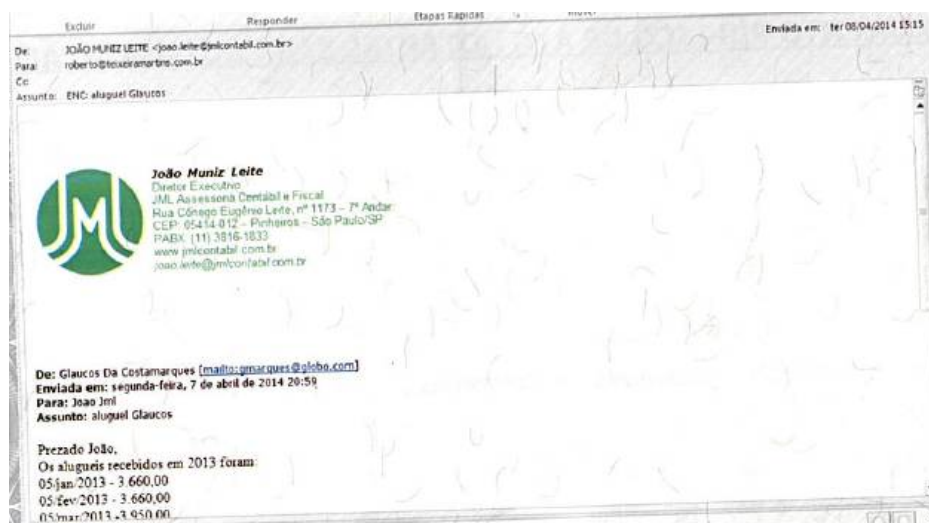 Excluir Responder Etapas Rápidas
Enviada em: ter 08/04/2014 15:15
De: JOÃO MUNIZ LEITE <joao.leite@jmlcontabil.com.br>
Para: roberto@teixeiramartins.com.br
Cc:
Assunto: ENC: aluguel Glaucos
JML
João Muniz Leite
Diretor Executivo
JML Assessoria Contábil e Fiscal
Rua Cônego Eugênio Leite, nº 1173 – 7º Andar
CEP: 05414-012 – Pinheiros – São Paulo/SP
PABX: (11) 3816-1833
www.jmlcontabil.com.br
joao.leite@jmlcontabil.com.br
De: Glaucos Da Costamarques [mailto:gmarques@globo.com]
Enviada em: segunda-feira, 7 de abril de 2014 20:59
Para: Joao Jml
Assunto: aluguel Glaucos
Prezado João,
Os alugueis recebidos em 2013 foram:
05/jan/2013 - 3.660,00
05/fev/2013 - 3.660,00
05/mar/2013 -3.950,00